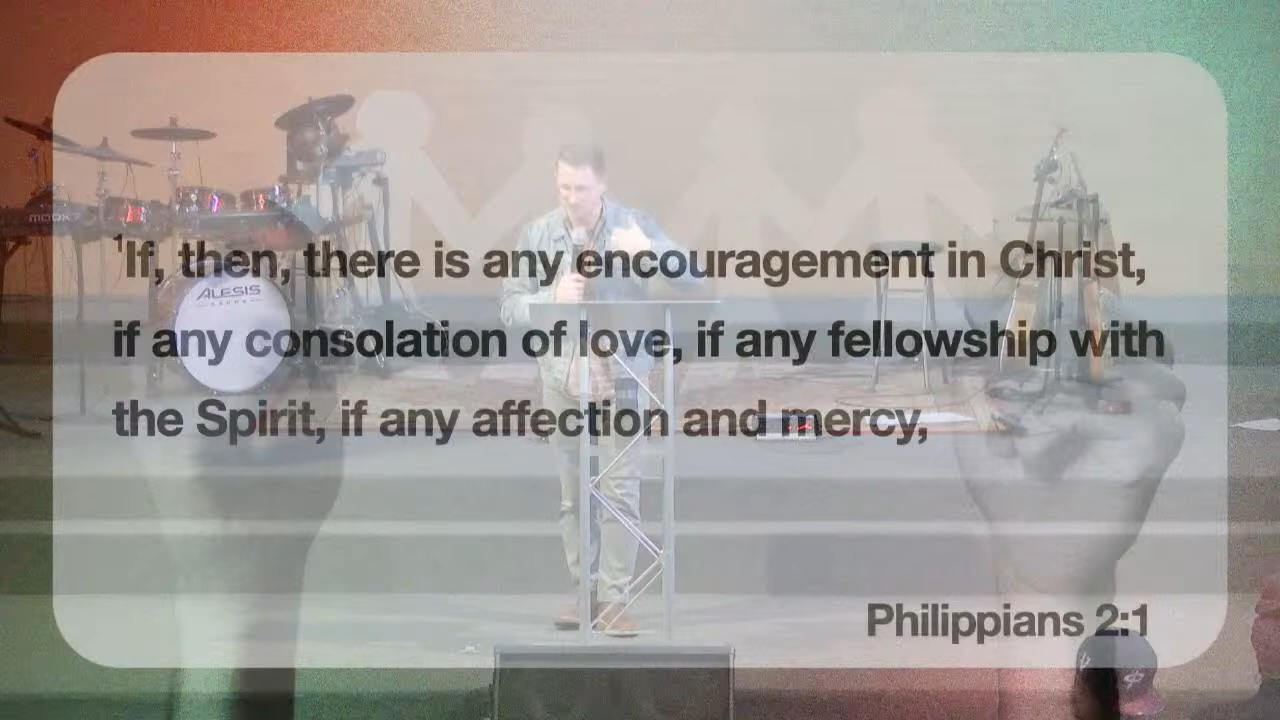 MODX7
ALESIS
¹If, then, there is any encouragement in Christ,
if any consolation of love, if any fellowship with
the Spirit, if any affection and mercy,
Philippians 2:1